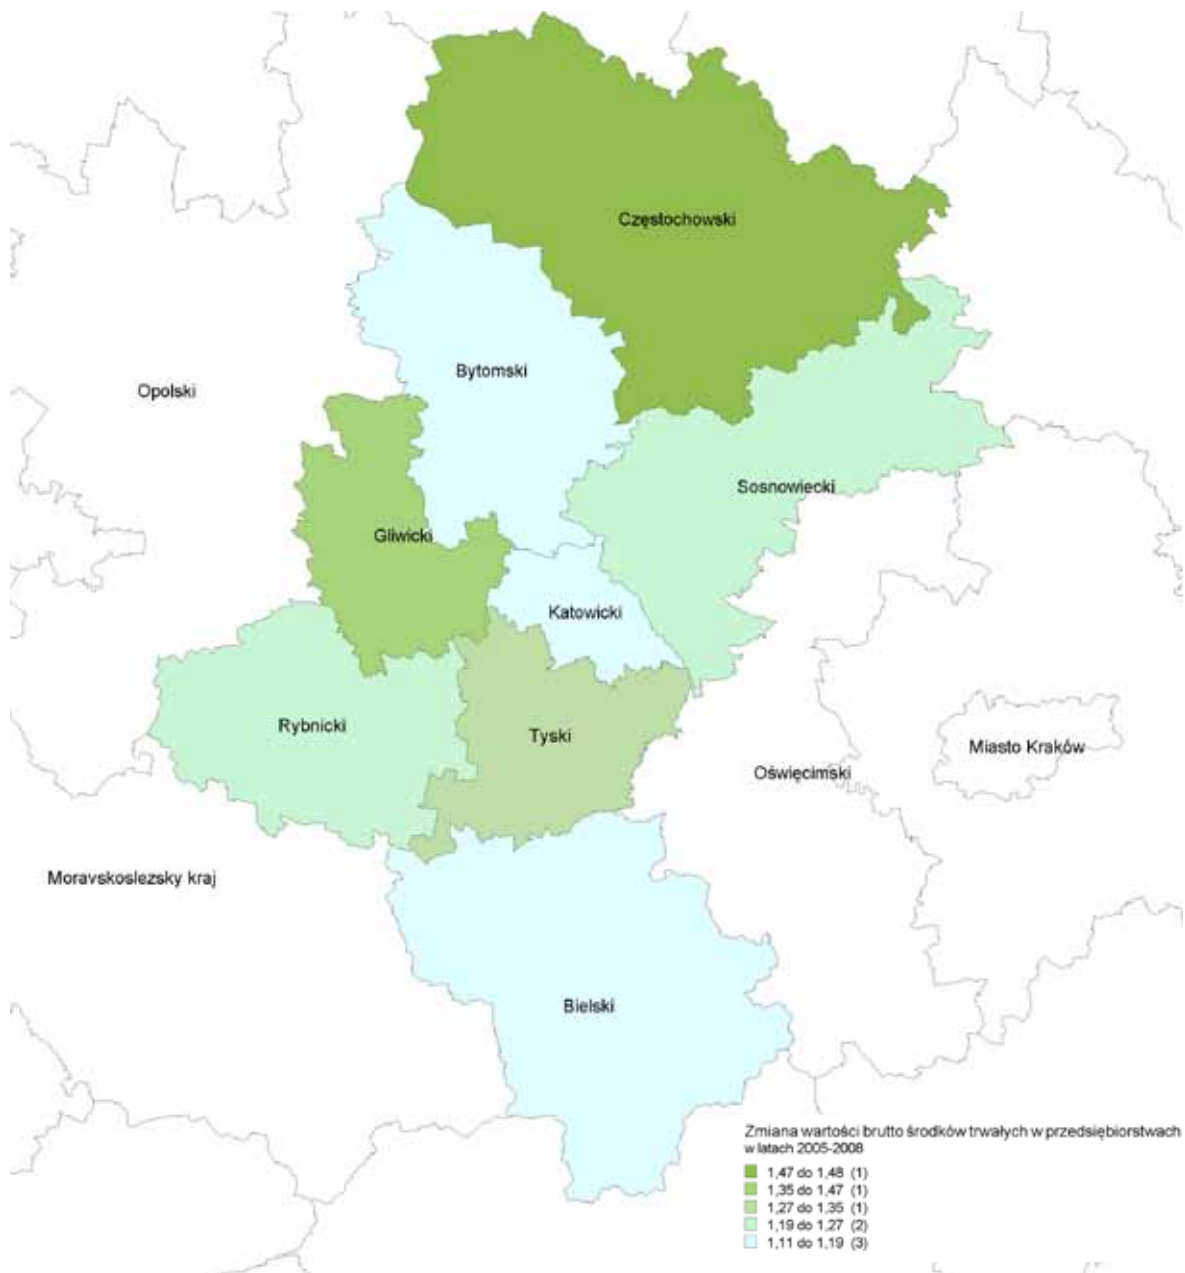 Częstochowski
Bytomski
Opolski
Sosnowiecki
Gliwicki
Katowicki
Rybnicki
Tyski
Miasto Kraków
Oświęcimski
Moravskoslezsky kraj
Bielski
Zmiana wartości brutto środków trwałych w przedsiębiorstwach
w latach 2005-2008
1,47 do 1,48 (1)
1,35 do 1,47 (1)
1,27 do 1,35 (1)
1,19 do 1,27 (2)
1,11 do 1,19 (3)